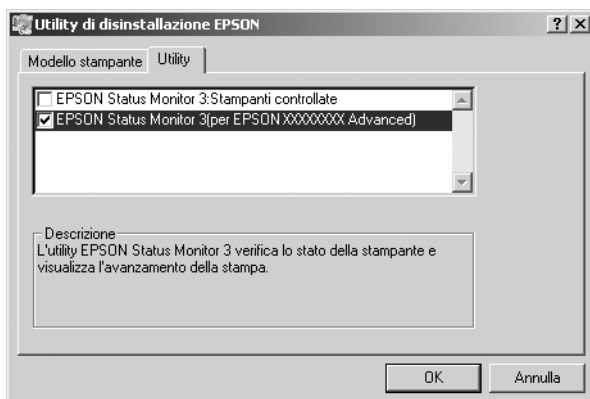 Utility di disinstallazione EPSON
Modello stampante
Utility
EPSON Status Monitor 3:Stampanti controllate
EPSON Status Monitor 3(per EPSON XXXXXXXX Advanced)
Descrizione
L'utility EPSON Status Monitor 3 verifica lo stato della stampante e
visualizza l'avanzamento della stampa.
OK
Annulla